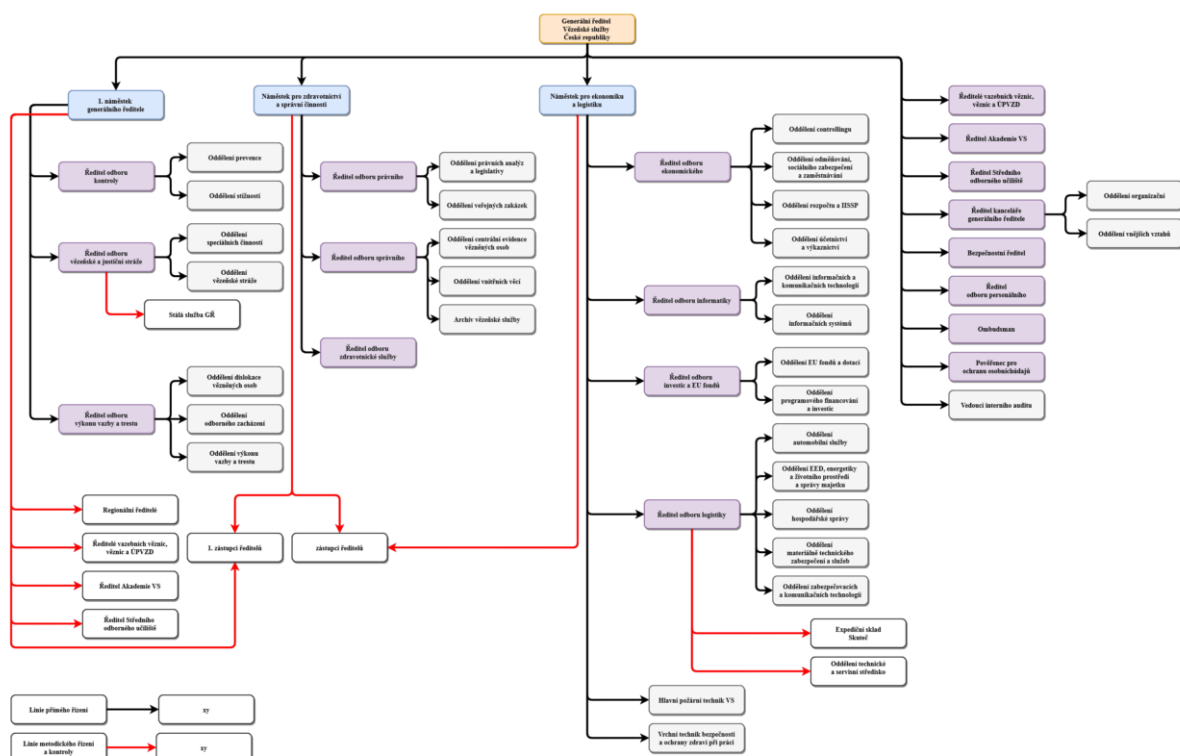 Generální ředitel
Vězeňské služby
České republiky
1. náměstek
generálního ředitele
Náměstek pro zdravotnictví
a správní činnosti
Náměstek pro ekonomiku
a logistiku
Ředitel odboru
kontroly
Oddělení prevence
Oddělení stížností
Ředitel odboru
vězeňské a justiční stráže
Oddělení
speciálních činností
Oddělení
vězeňské stráže
Stálá služba GŘ
Ředitel odboru
výkonu vazby a trestu
Oddělení dislokace
vězněných osob
Oddělení
odborného zacházení
Oddělení výkonu
vazby a trestu
Regionální ředitelé
Ředitelé vazebních věznic,
věznic a ÚPVZD
Ředitel Akademie VS
Ředitel Středního
odborného učiliště
1. zástupci ředitelů
zástupci ředitelů
Ředitel odboru právního
Oddělení právních analýz
a legislativy
Oddělení veřejných zakázek
Ředitel odboru správního
Oddělení centrální evidence
vězněných osob
Oddělení vnitřních věcí
Archiv vězeňské služby
Ředitel odboru
zdravotnické služby
Ředitel odboru
ekonomického
Oddělení controllingu
Oddělení odměňování,
sociálního zabezpečení
a zaměstnávání
Oddělení rozpočtu a IISSP
Oddělení účetnictví
a výkaznictví
Ředitel odboru informatiky
Oddělení informačních a
komunikačních technologií
Oddělení
informačních systémů
Ředitel odboru
investic a EU fondů
Oddělení EU fondů a dotací
Oddělení
programového financování
a investic
Ředitel odboru logistiky
Oddělení
automobilní služby
Oddělení EED, energetiky
a životního prostředí
a správy majetku
Oddělení
hospodářské správy
Oddělení
materiálně technického
zabezpečení a služeb
Oddělení zabezpečovacích
a komunikačních technologií
Expediční sklad
Skuteč
Oddělení technické
a servisní středisko
Hlavní požární technik VS
Vrchní technik bezpečnosti
a ochrany zdraví při práci
Ředitelé vazebních věznic,
věznic a ÚPVZD
Ředitel Akademie VS
Ředitel Středního
odborného učiliště
Ředitel kanceláře
generálního ředitele
Oddělení organizační
Oddělení vnějších vztahů
Bezpečnostní ředitel
Ředitel
odboru personálního
Ombudsman
Pověřenec pro
ochranu osobníchúdajů
Vedoucí interního auditu
Linie přímého řízení
xy
Linie metodického řízení
a kontroly
xy